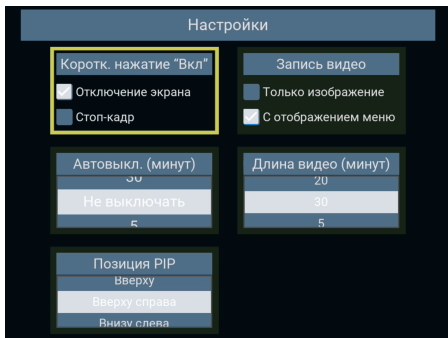 Настройки
Коротк. нажатие “Вкл”
Отключение экрана
Стоп-кадр
Запись видео
Только изображение
С отображением меню
Автовыкл. (минут)
30
Не выключать
5
Длина видео (минут)
20
30
5
Позиция PIP
Вверху
Вверху справа
Внизу слева